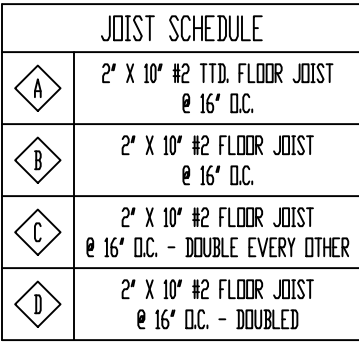 JOIST SCHEDULE
A
2" X 10" #2 TTD. FLOOR JOIST
@ 16" O.C.
B
2" X 10" #2 FLOOR JOIST
@ 16" O.C.
C
2" X 10" #2 FLOOR JOIST
@ 16" O.C. - DOUBLE EVERY OTHER
D
2" X 10" #2 FLOOR JOIST
@ 16" O.C. - DOUBLED